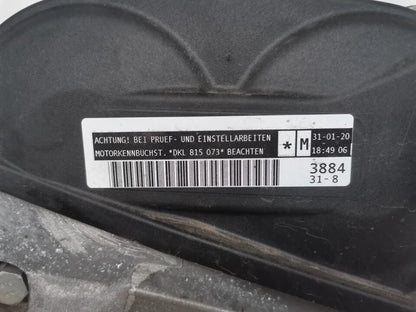 ACHTUNG! BEI PRUEF- UND EINSTELLARBEITEN
MOTORKENNBUCHST. *DKL 815 073* BEACHTEN
* M
31-01-20
18:49 06
3884
31-8